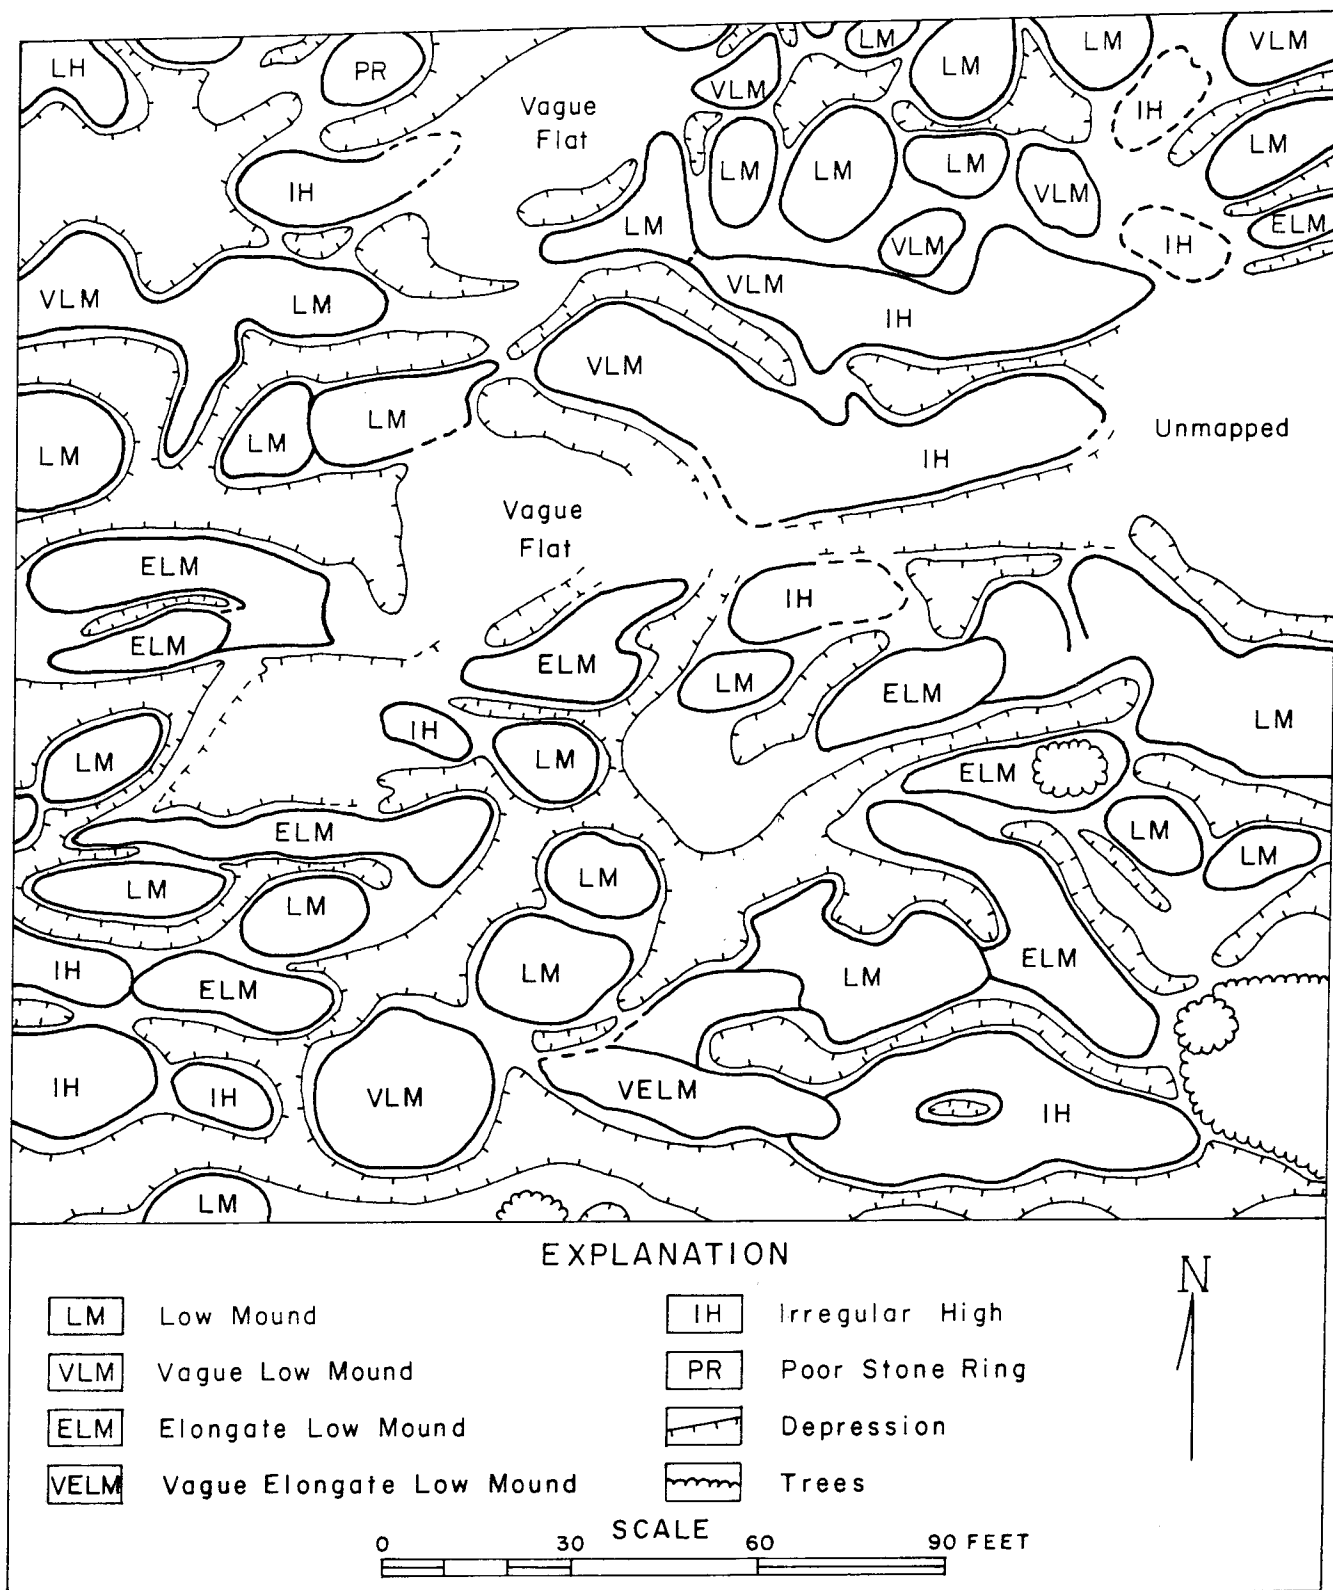 LM
LM
VLM
LH
PR
LM
VLM
Vague
Flat
IH
LM
LM
LM
LM
IH
VLM
LM
ELM
VLM
IH
VLM
LM
VLM
IH
VLM
LM
LM
LM
Unmapped
IH
Vague
Flat
ELM
IH
ELM
ELM
LM
ELM
LM
IH
LM
LM
ELM
ELM
LM
LM
LM
LM
LM
IH
ELM
LM
LM
ELM
IH
IH
VLM
VELM
IH
LM
EXPLANATION
LM Low Mound
VLM Vague Low Mound
ELM Elongate Low Mound
VELM Vague Elongate Low Mound
IH Irregular High
PR Poor Stone Ring
Depression
Trees
N
SCALE
0 30 60 90 FEET